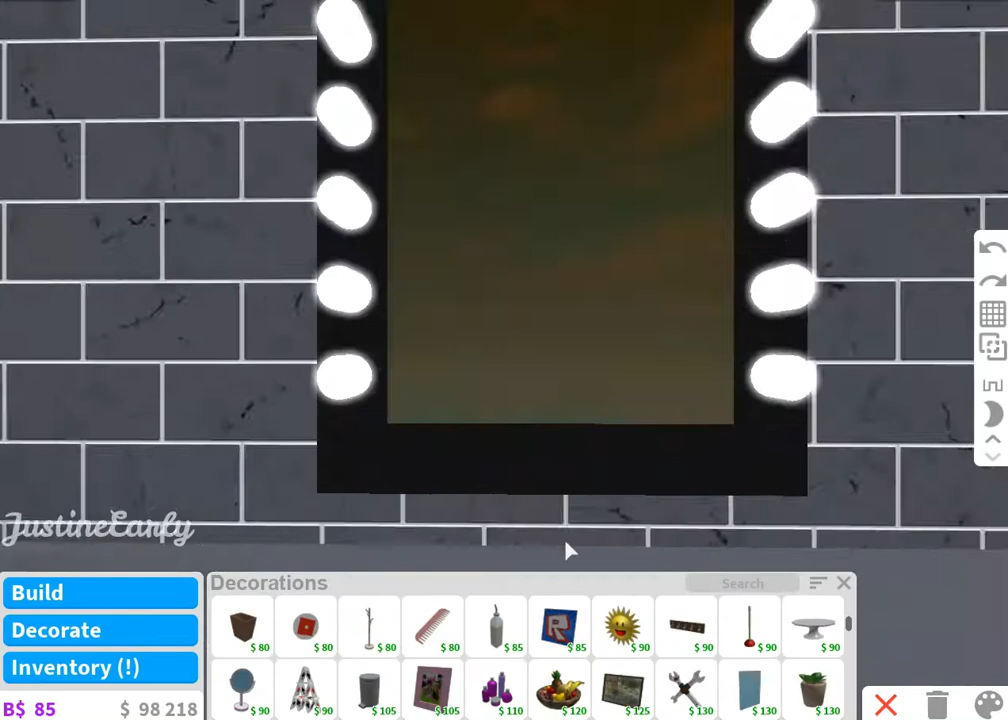 JustineEarly
Build
Decorate
Inventory (!)
B$ 85 $ 98 218
Decorations
Search
$ 80 $ 80 $ 80 $ 80 $ 85 $ 85 $ 90 $ 90 $ 90 $ 90
$ 90 $ 90 $ 105 $ 105 $ 110 $ 120 $ 125 $ 130 $ 130 $ 130